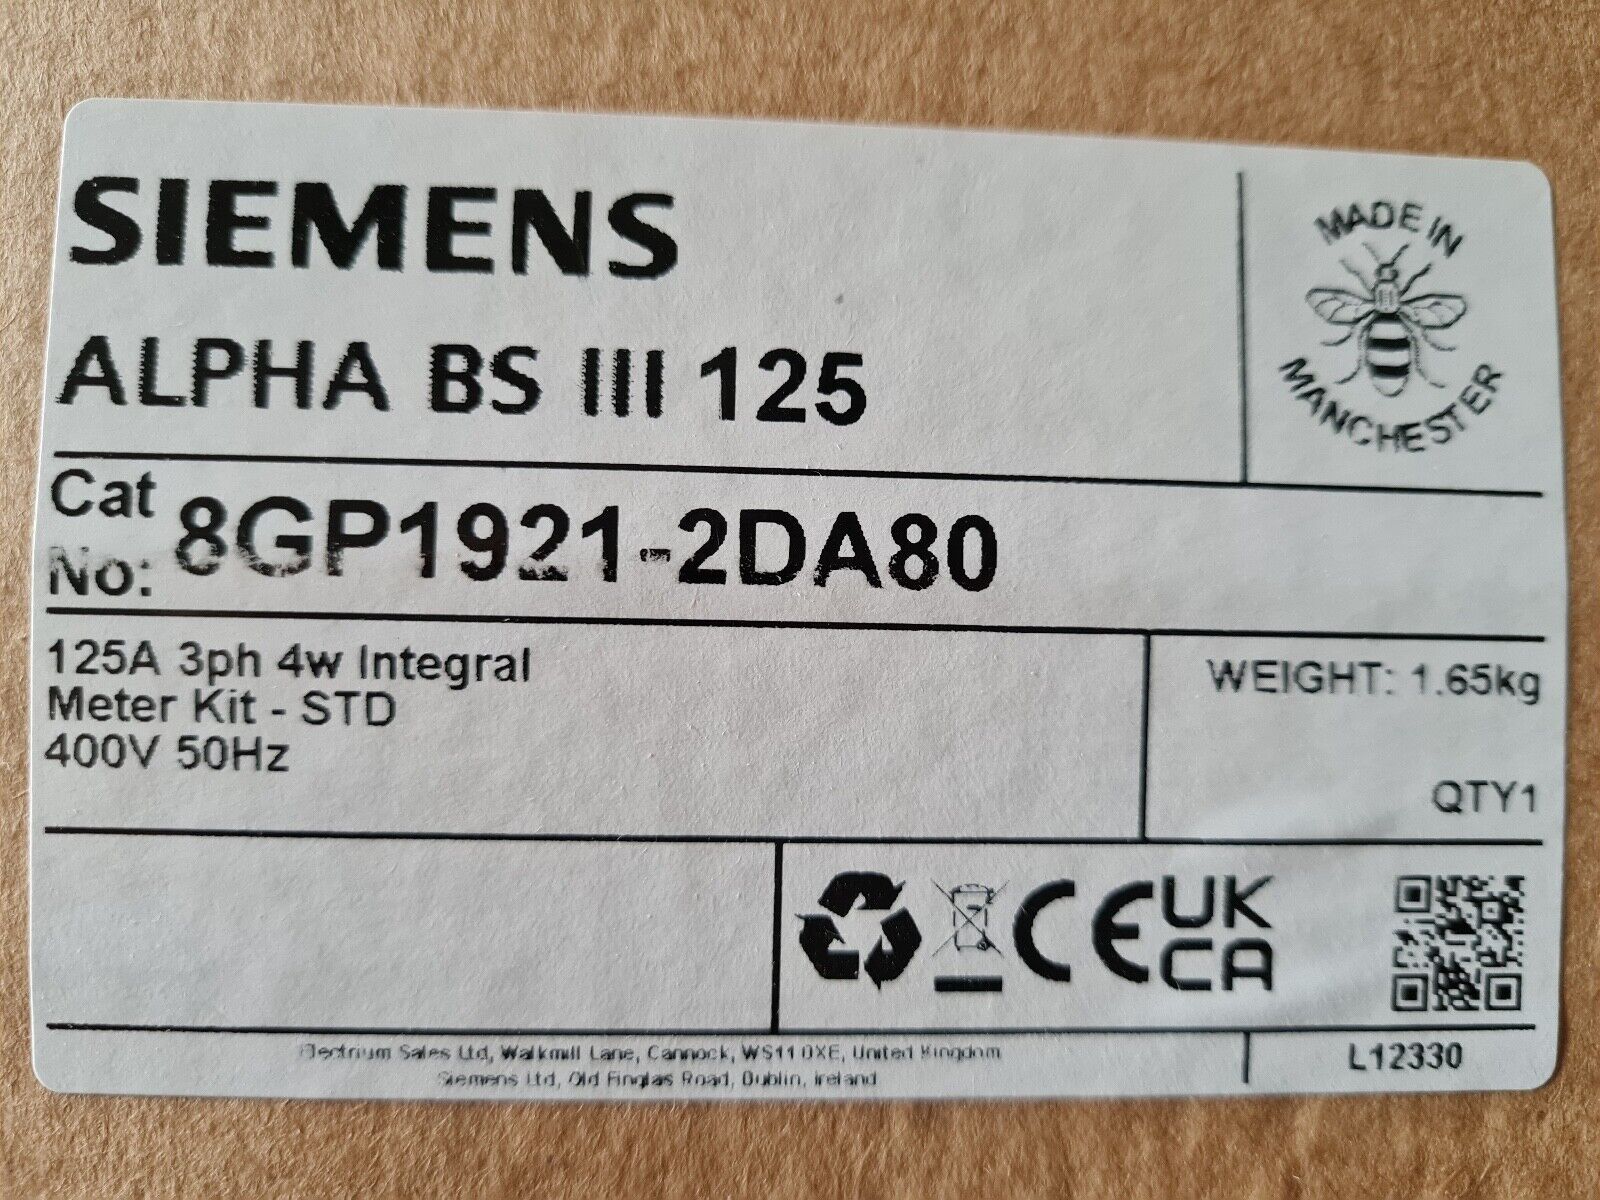 SIEMENS
MADE IN
MANCHESTER
ALPHA BS III 125
Cat No: 8GP1921-2DA80
125A 3ph 4w Integral
Meter Kit - STD
400V 50Hz
WEIGHT: 1.65kg
QTY1
CE UK
CA
Electrium Sales Ltd, Walkmill Lane, Cannock, WS11 0XE, United Kingdom
Siemens Ltd, Old Finglas Road, Dublin, Ireland
L12330